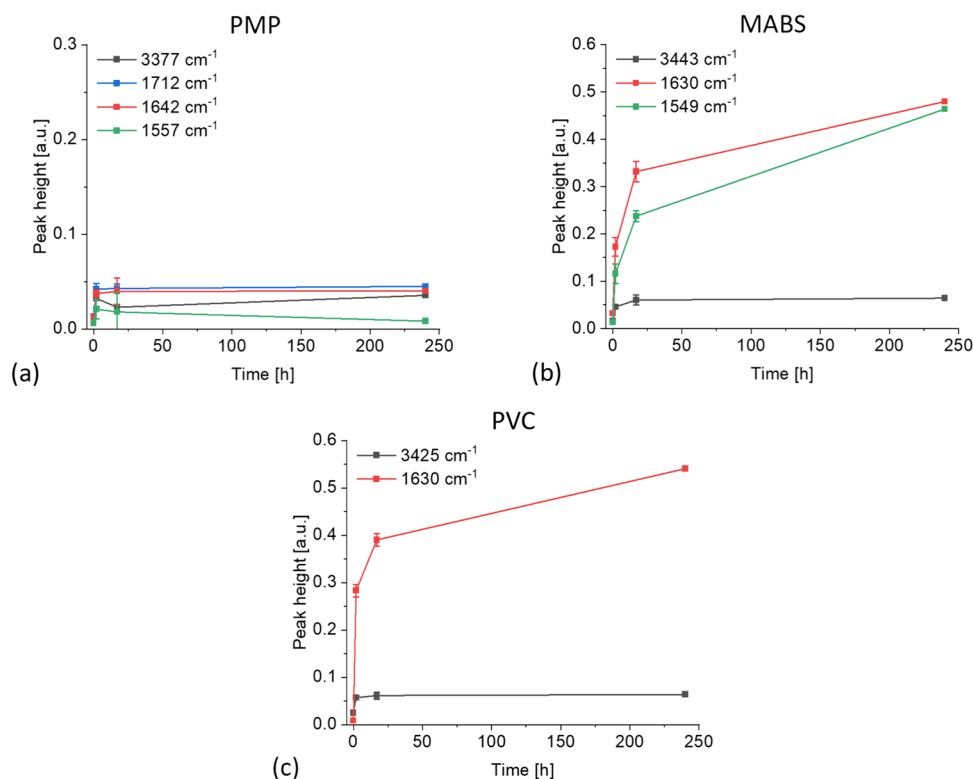 PMP
3377 cm⁻¹
1712 cm⁻¹
1642 cm⁻¹
1557 cm⁻¹
Peak height [a.u.]
0.3
0.2
0.1
0.0
0 50 100 150 200 250
Time [h]
(a)
MABS
3443 cm⁻¹
1630 cm⁻¹
1549 cm⁻¹
Peak height [a.u.]
0.6
0.5
0.4
0.3
0.2
0.1
0.0
0 50 100 150 200 250
Time [h]
(b)
PVC
3425 cm⁻¹
1630 cm⁻¹
Peak height [a.u.]
0.6
0.5
0.4
0.3
0.2
0.1
0.0
0 50 100 150 200 250
Time [h]
(c)